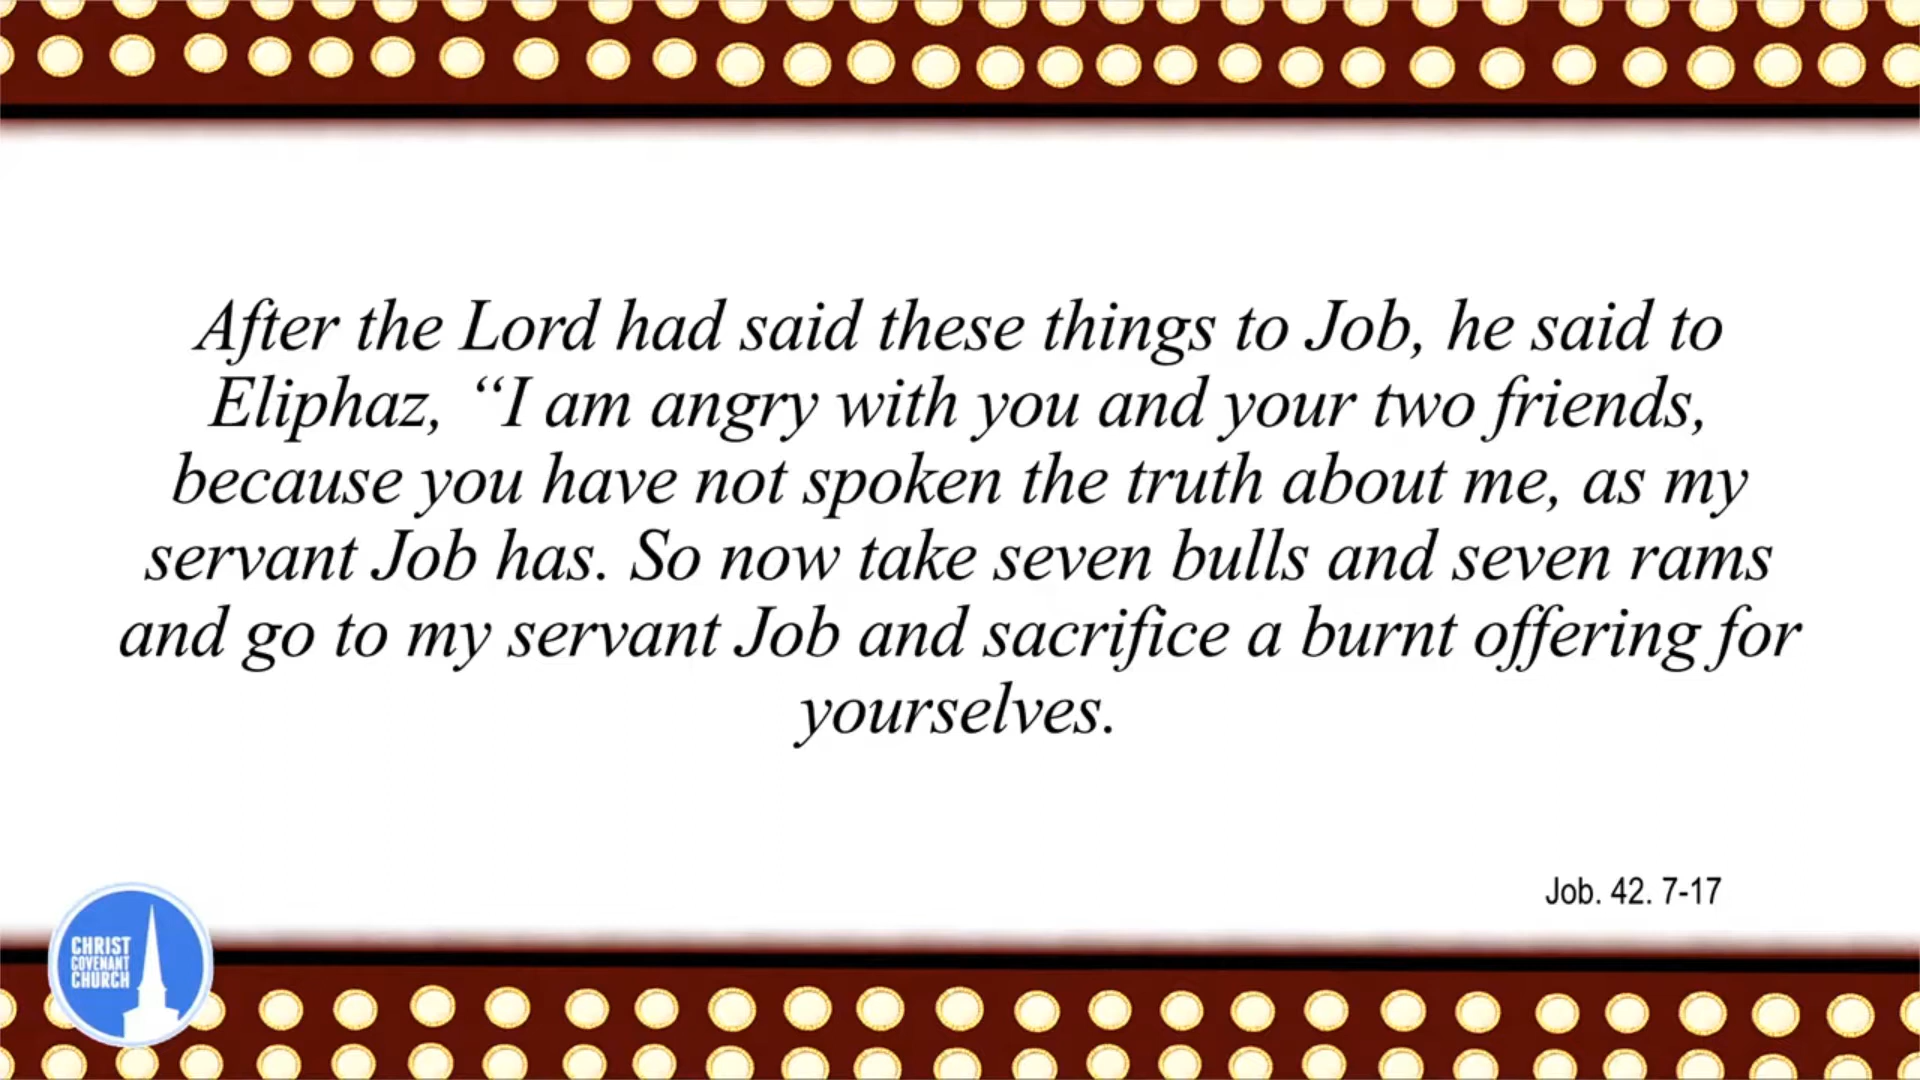 After the Lord had said these things to Job, he said to
Eliphaz, “I am angry with you and your two friends,
because you have not spoken the truth about me, as my
servant Job has. So now take seven bulls and seven rams
and go to my servant Job and sacrifice a burnt offering for
yourselves.
Job. 42. 7-17
CHRIST
COVENANT
CHURCH